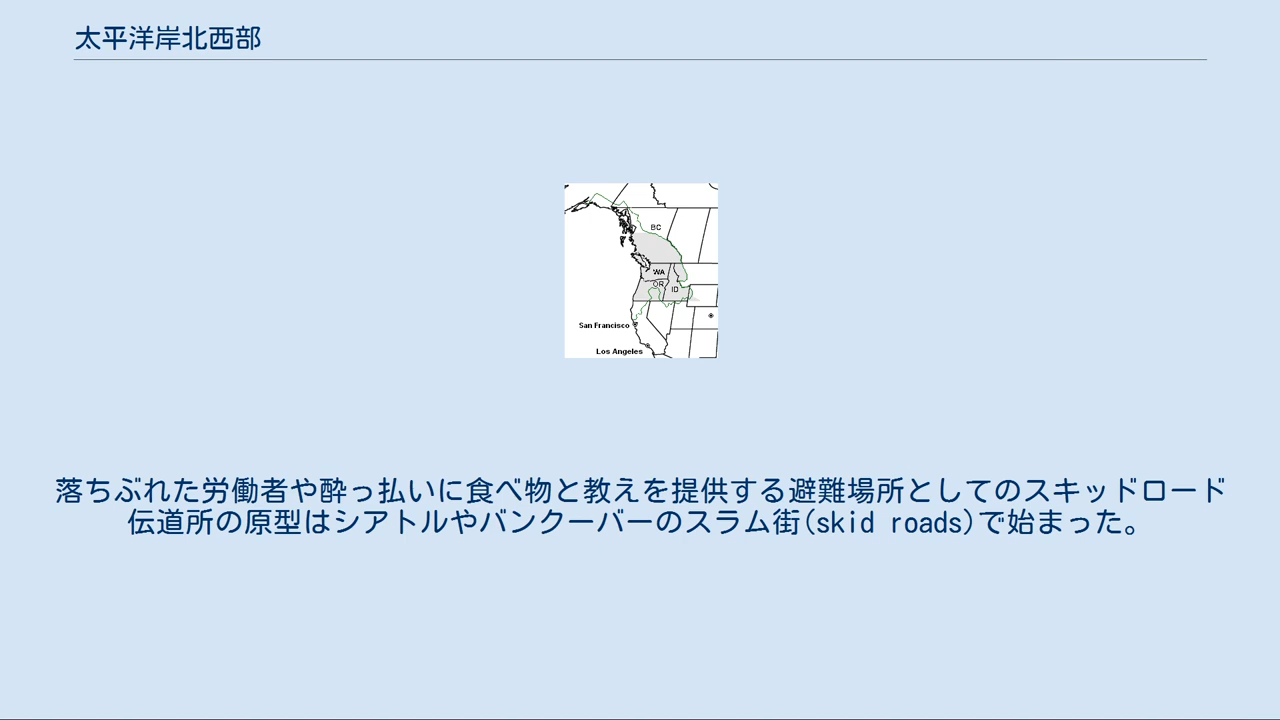 太平洋岸北西部
BC
WA
OR
ID
San Francisco
Los Angeles
落ちぶれた労働者や酔っ払いに食べ物と教えを提供する避難場所としてのスキッドロード
伝道所の原型はシアトルやバンクーバーのスラム街(skid roads)で始まった。